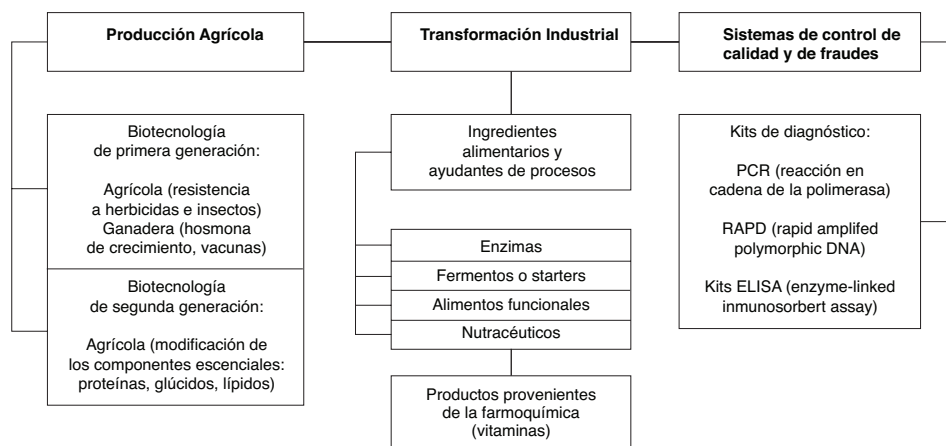 Producción Agrícola
Transformación Industrial
Sistemas de control de
calidad y de fraudes
Biotecnología
de primera generación:
Agrícola (resistencia
a herbicidas e insectos)
Ganadera (hosmona
de crecimiento, vacunas)
Biotecnología
de segunda generación:
Agrícola (modificación de
los componentes escenciales:
proteínas, glúcidos, lípidos)
Ingredientes
alimentarios y
ayudantes de procesos
Enzimas
Fermentos o starters
Alimentos funcionales
Nutracéuticos
Productos provenientes
de la farmoquímica
(vitaminas)
Kits de diagnóstico:
PCR (reacción en
cadena de la polimerasa)
RAPD (rapid amplifed
polymorphic DNA)
Kits ELISA (enzyme-linked
inmunosorbert assay)